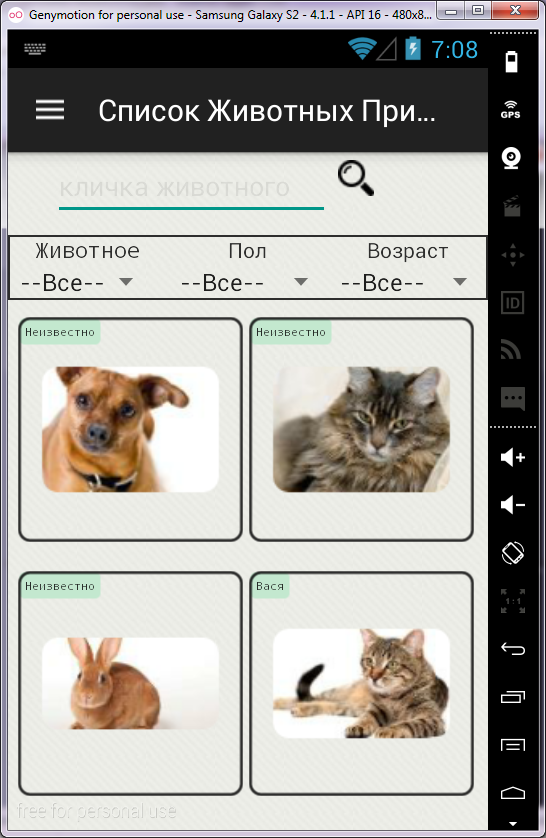 Genymotion for personal use - Samsung Galaxy S2 - 4.1.1 - API 16 - 480x8...
7:08
Список Животных При...
кличка животного
Животное Пол Возраст
--Все-- --Все-- --Все--
Неизвестно Неизвестно
Неизвестно Вася
free for personal use
GPS
ID
1:1